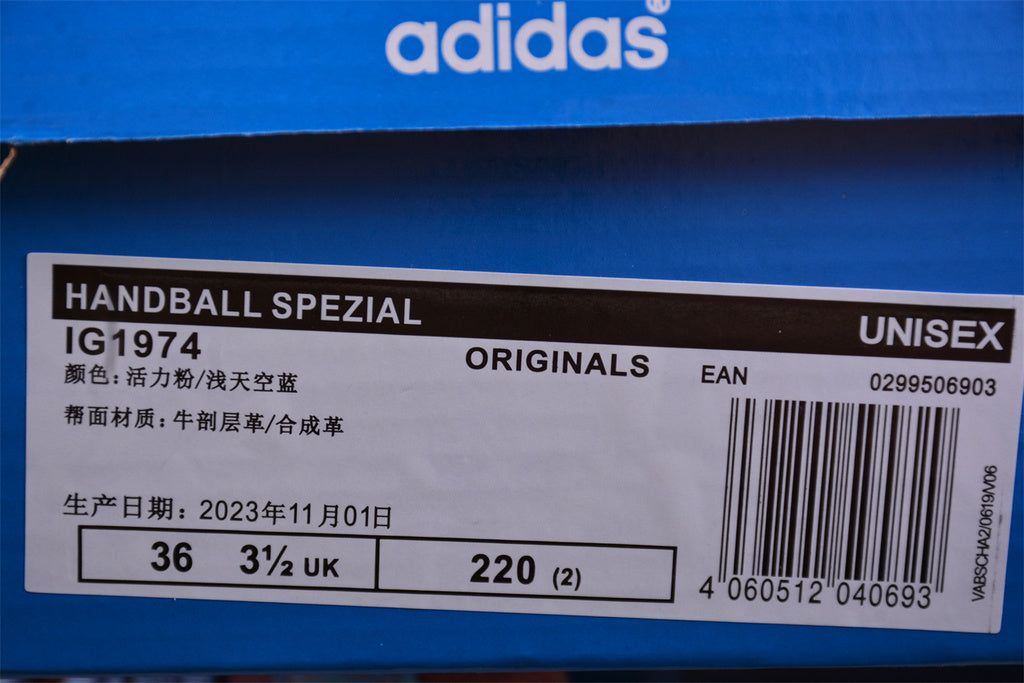 adidas®
HANDBALL SPEZIAL
UNISEX
IG1974
ORIGINALS
EAN
0299506903
颜色：活力粉/浅天空蓝
帮面材质：牛剖层革/合成革
生产日期：2023年11月01日
36 3½ UK
220 (2)
4 060512 040693
VABSCHA2/0619/V06